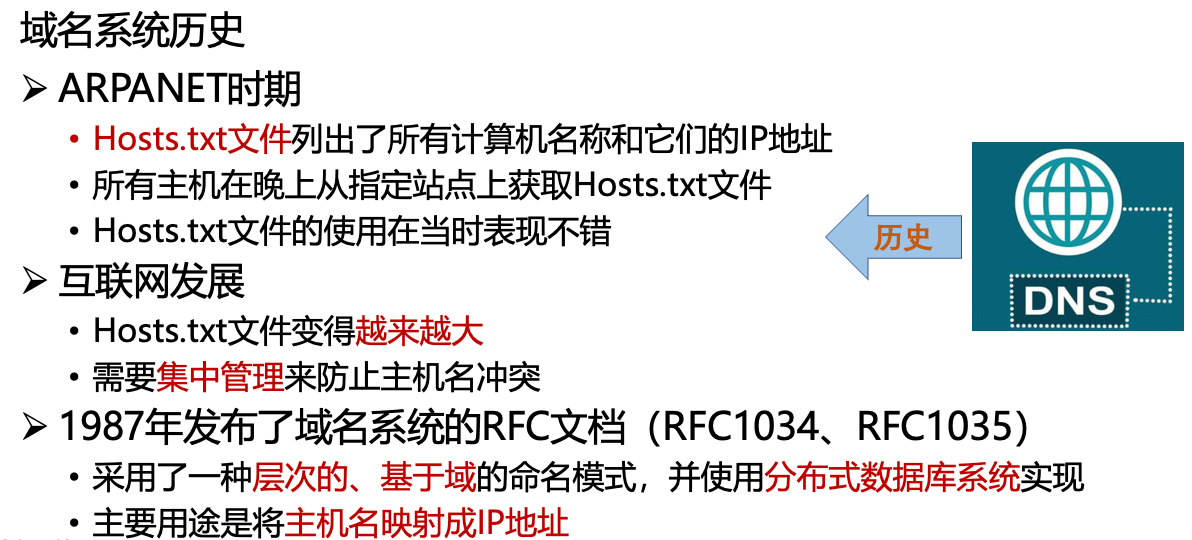 域名系统历史
➢ ARPANET时期
• Hosts.txt文件列出了所有计算机名称和它们的IP地址
• 所有主机在晚上从指定站点上获取Hosts.txt文件
• Hosts.txt文件的使用在当时表现不错
历史
DNS
➢ 互联网发展
• Hosts.txt文件变得越来越大
• 需要集中管理来防止主机名冲突
➢ 1987年发布了域名系统的RFC文档（RFC1034、RFC1035）
• 采用了一种层次的、基于域的命名模式，并使用分布式数据库系统实现
• 主要用途是将主机名映射成IP地址